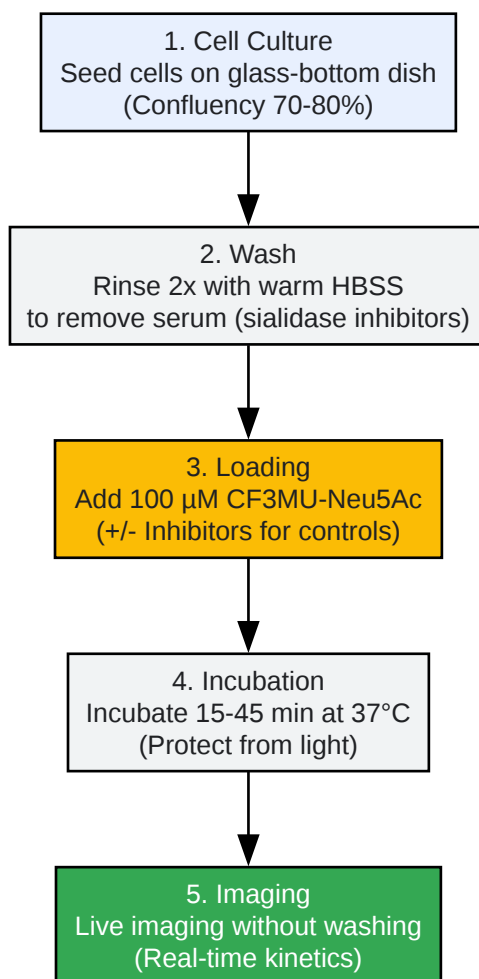 1. Cell Culture
Seed cells on glass-bottom dish
(Confluency 70-80%)
2. Wash
Rinse 2x with warm HBSS
to remove serum (sialidase inhibitors)
3. Loading
Add 100 µM CF3MU-Neu5Ac
(+/- Inhibitors for controls)
4. Incubation
Incubate 15-45 min at 37°C
(Protect from light)
5. Imaging
Live imaging without washing
(Real-time kinetics)